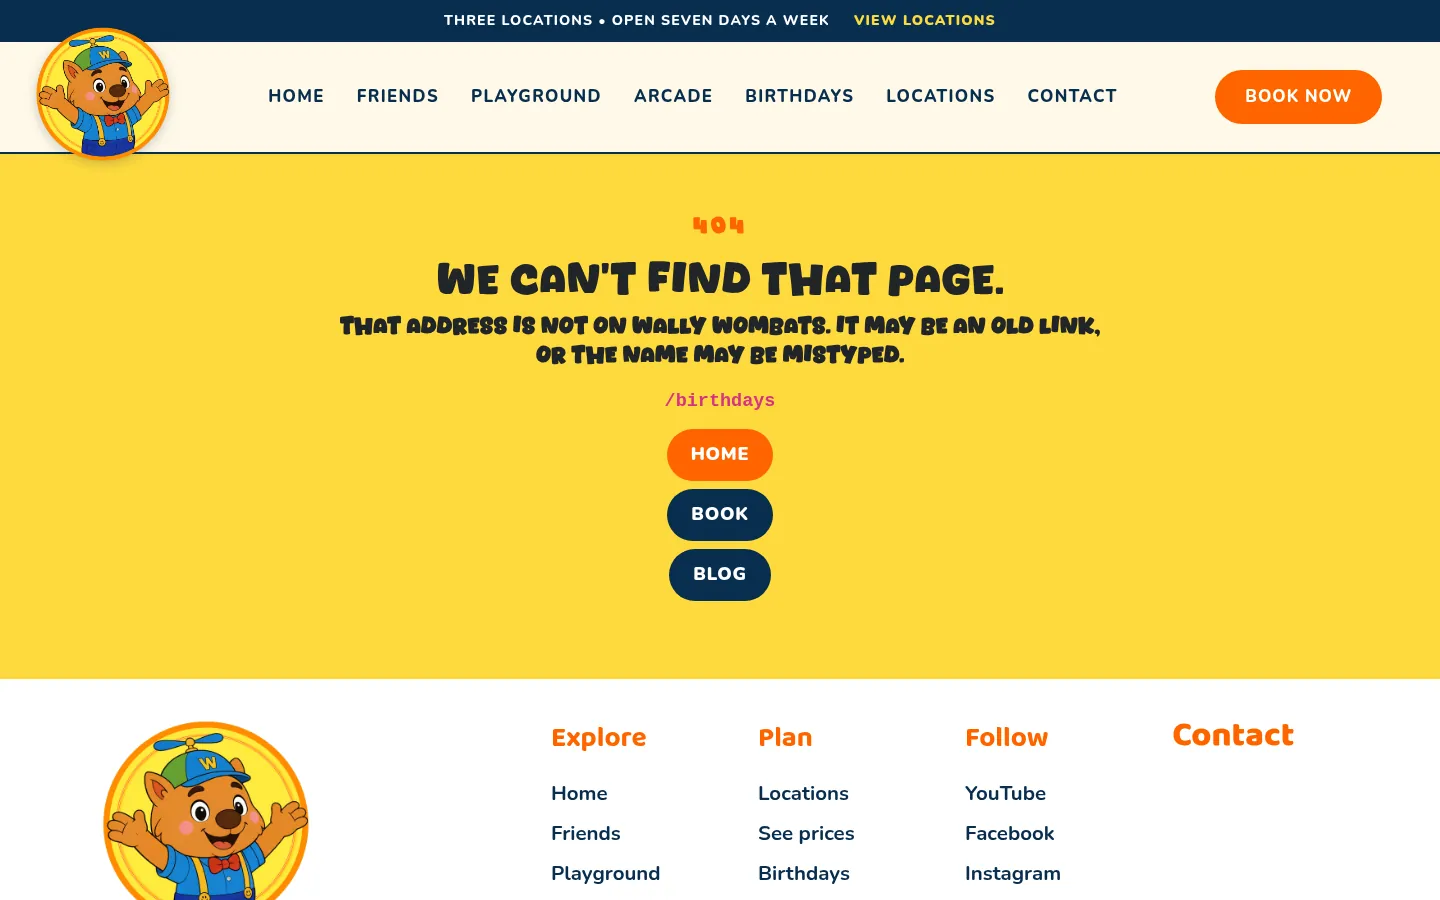 THREE LOCATIONS • OPEN SEVEN DAYS A WEEK VIEW LOCATIONS
W
HOME FRIENDS PLAYGROUND ARCADE BIRTHDAYS LOCATIONS CONTACT BOOK NOW
404
WE CAN'T FIND THAT PAGE.
THAT ADDRESS IS NOT ON WALLY WOMBATS. IT MAY BE AN OLD LINK,
OR THE NAME MAY BE MISTYPED.
/birthdays
HOME
BOOK
BLOG
W
Explore
Home
Friends
Playground
Plan
Locations
See prices
Birthdays
Follow
YouTube
Facebook
Instagram
Contact